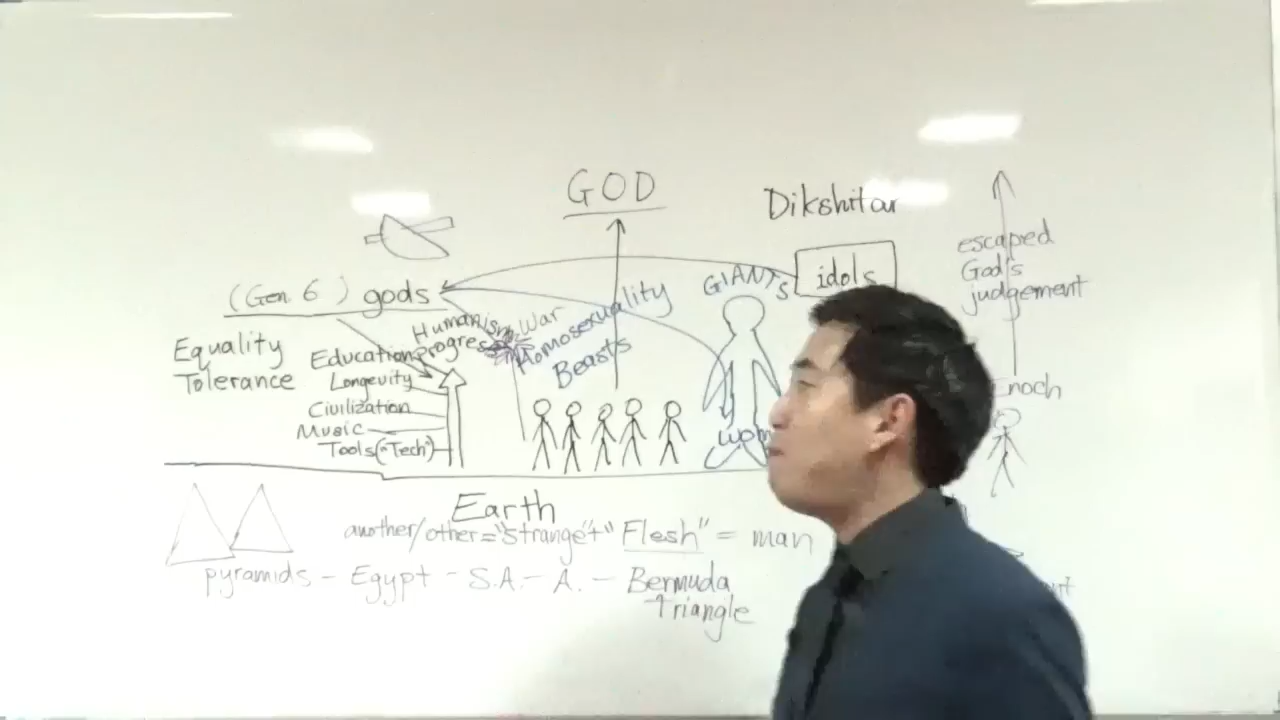 GOD
Dikshitar
escaped
God's
judgement
idols
GIANTS
(Gen 6) gods
Humanism
progress
War
Homosexuality
Beasts
Equality
Tolerance
Education
Longevity
Civilization
Music
Tools(~Tech)
Enoch
Earth
another/other="strange"+"Flesh" = man
pyramids - Egypt - S.A. - A. - Bermuda
Triangle